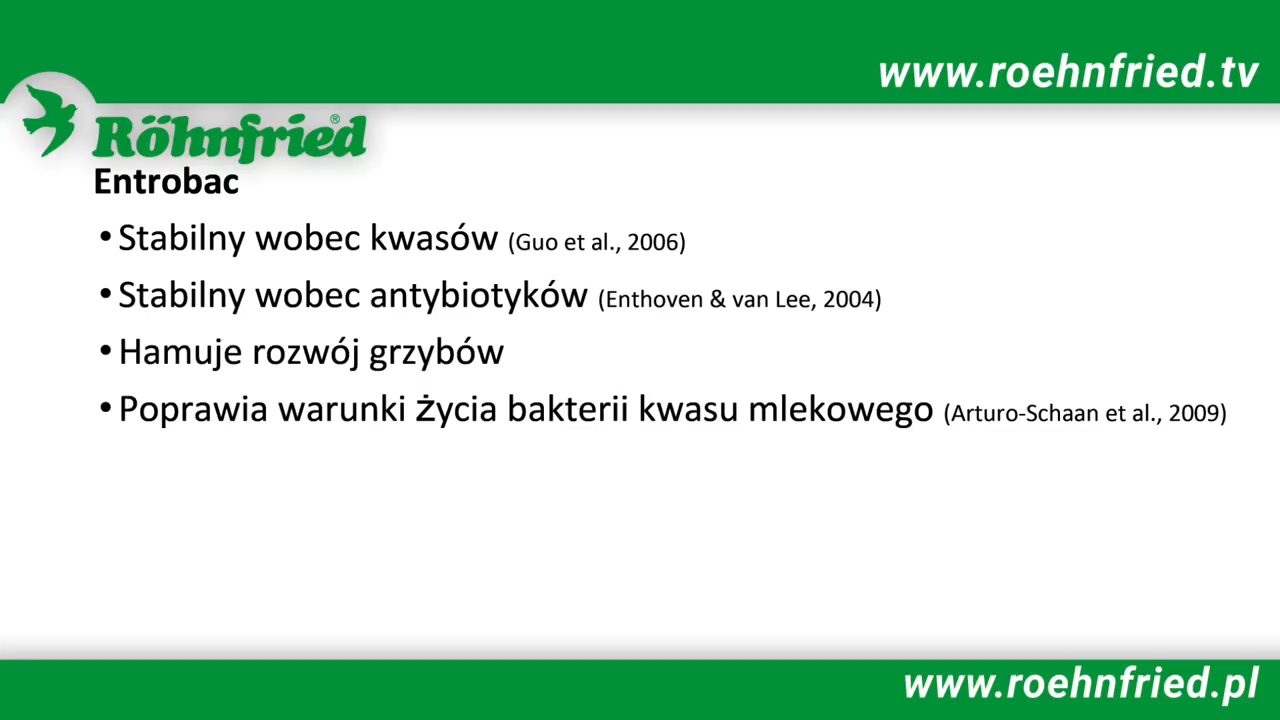 www.roehnfried.tv
Röhnfried®
Entrobac
• Stabilny wobec kwasów (Guo et al., 2006)
• Stabilny wobec antybiotyków (Enthoven & van Lee, 2004)
• Hamuje rozwój grzybów
• Poprawia warunki życia bakterii kwasu mlekowego (Arturo-Schaan et al., 2009)
www.roehnfried.pl